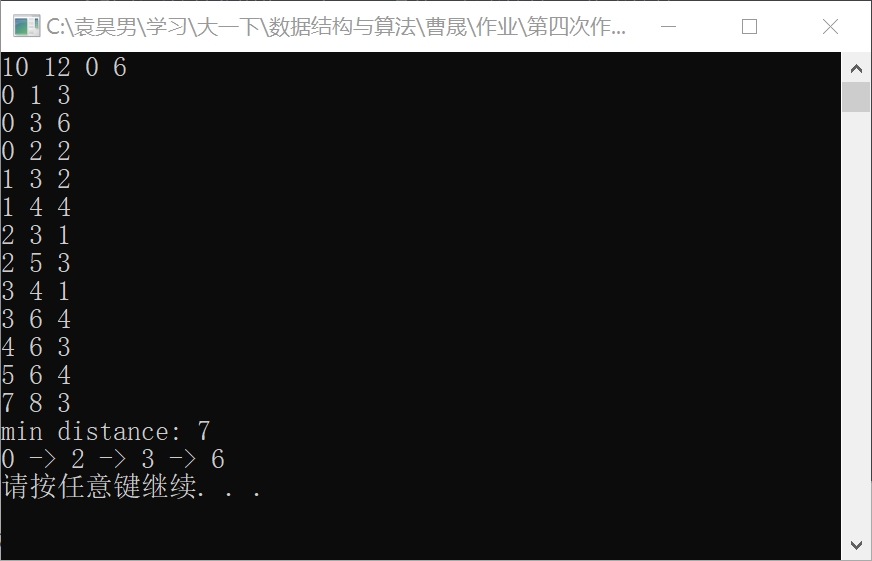 C:\袁昊男\学习\大一下\数据结构与算法\曹晟\作业\第四次作...
10 12 0 6
0 1 3
0 3 6
0 2 2
1 3 2
1 4 4
2 3 1
2 5 3
3 4 1
3 6 4
4 6 3
5 6 4
7 8 3
min distance: 7
0 -> 2 -> 3 -> 6
请按任意键继续. . .